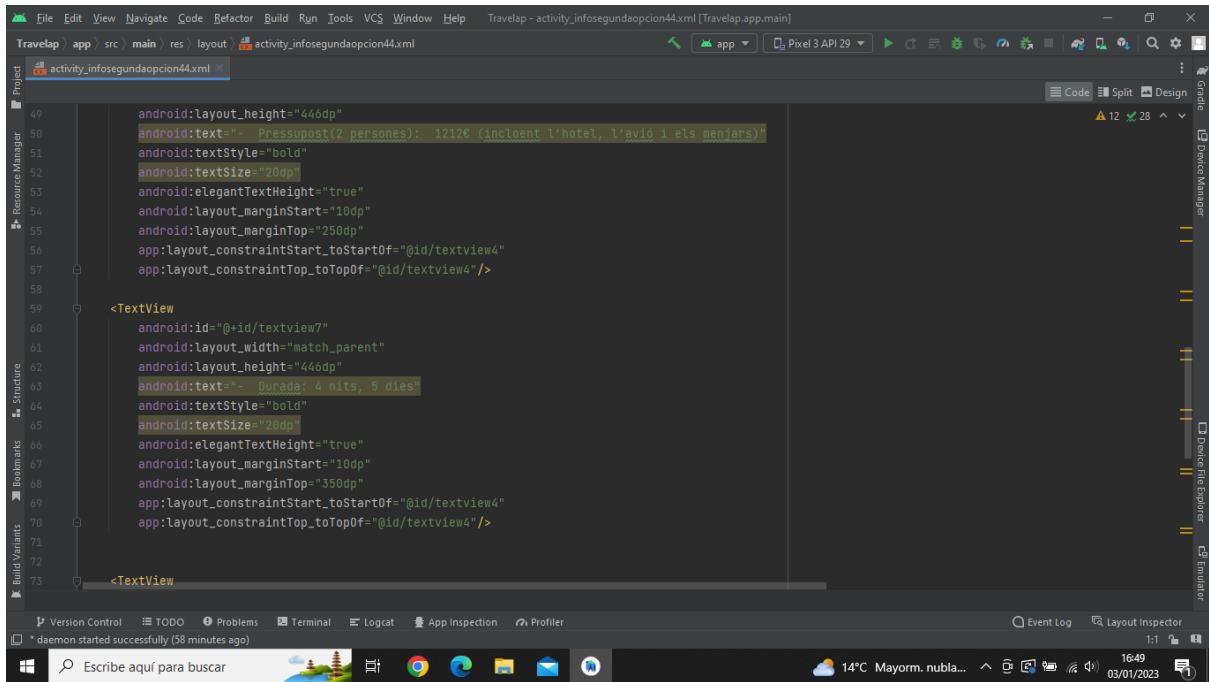 File Edit View Navigate Code Refactor Build Run Tools VCS Window Help Travelap - activity_infosegundaopcion44.xml [Travelap.app.main]
Travelap app src main res layout activity_infosegundaopcion44.xml app Pixel 3 API 29
activity_infosegundaopcion44.xml
Code Split Design
12 28
Project
Resource Manager
Structure
Bookmarks
Build Variants
49 android:layout_height="446dp"
50 android:text="- Pressupost(2 persones): 1212€ (incloent l'hotel, l'avió i els menjars)"
51 android:textStyle="bold"
52 android:textSize="20dp"
53 android:elegantTextHeight="true"
54 android:layout_marginStart="10dp"
55 android:layout_marginTop="250dp"
56 app:layout_constraintStart_toStartOf="@id/textview4"
57 app:layout_constraintTop_toTopOf="@id/textview4"/>
58
59 <TextView
60 android:id="@+id/textview7"
61 android:layout_width="match_parent"
62 android:layout_height="446dp"
63 android:text="- Durada: 4 nits, 5 dies"
64 android:textStyle="bold"
65 android:textSize="20dp"
66 android:elegantTextHeight="true"
67 android:layout_marginStart="10dp"
68 android:layout_marginTop="350dp"
69 app:layout_constraintStart_toStartOf="@id/textview4"
70 app:layout_constraintTop_toTopOf="@id/textview4"/>
71
72
73 <TextView
Gradle
Device Manager
Device File Explorer
Emulator
Version Control TODO Problems Terminal Logcat App Inspection Profiler Event Log Layout Inspector
* daemon started successfully (58 minutes ago) 1:1
Escribe aquí para buscar 14°C Mayorm. nubla... 16:49
03/01/2023